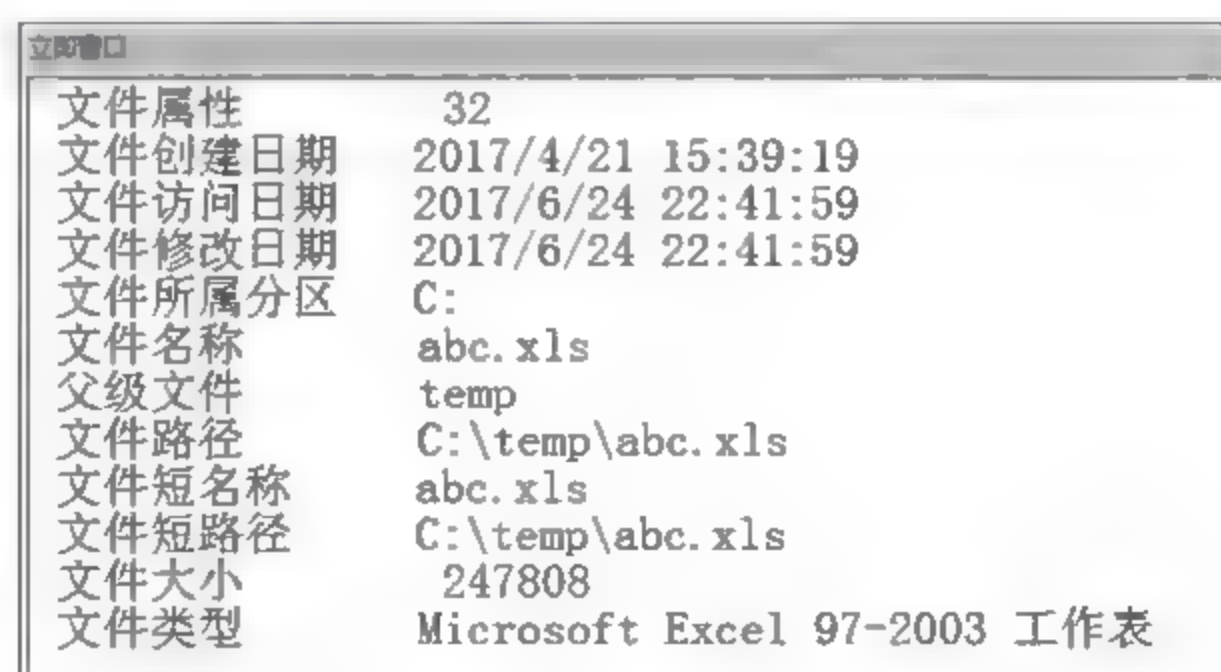 立即窗口
文件属性 32
文件创建日期 2017/4/21 15:39:19
文件访问日期 2017/6/24 22:41:59
文件修改日期 2017/6/24 22:41:59
文件所属分区 C:
文件名称 abc.xls
父级文件 temp
文件路径 C:\temp\abc.xls
文件短名称 abc.xls
文件短路径 C:\temp\abc.xls
文件大小 247808
文件类型 Microsoft Excel 97-2003 工作表